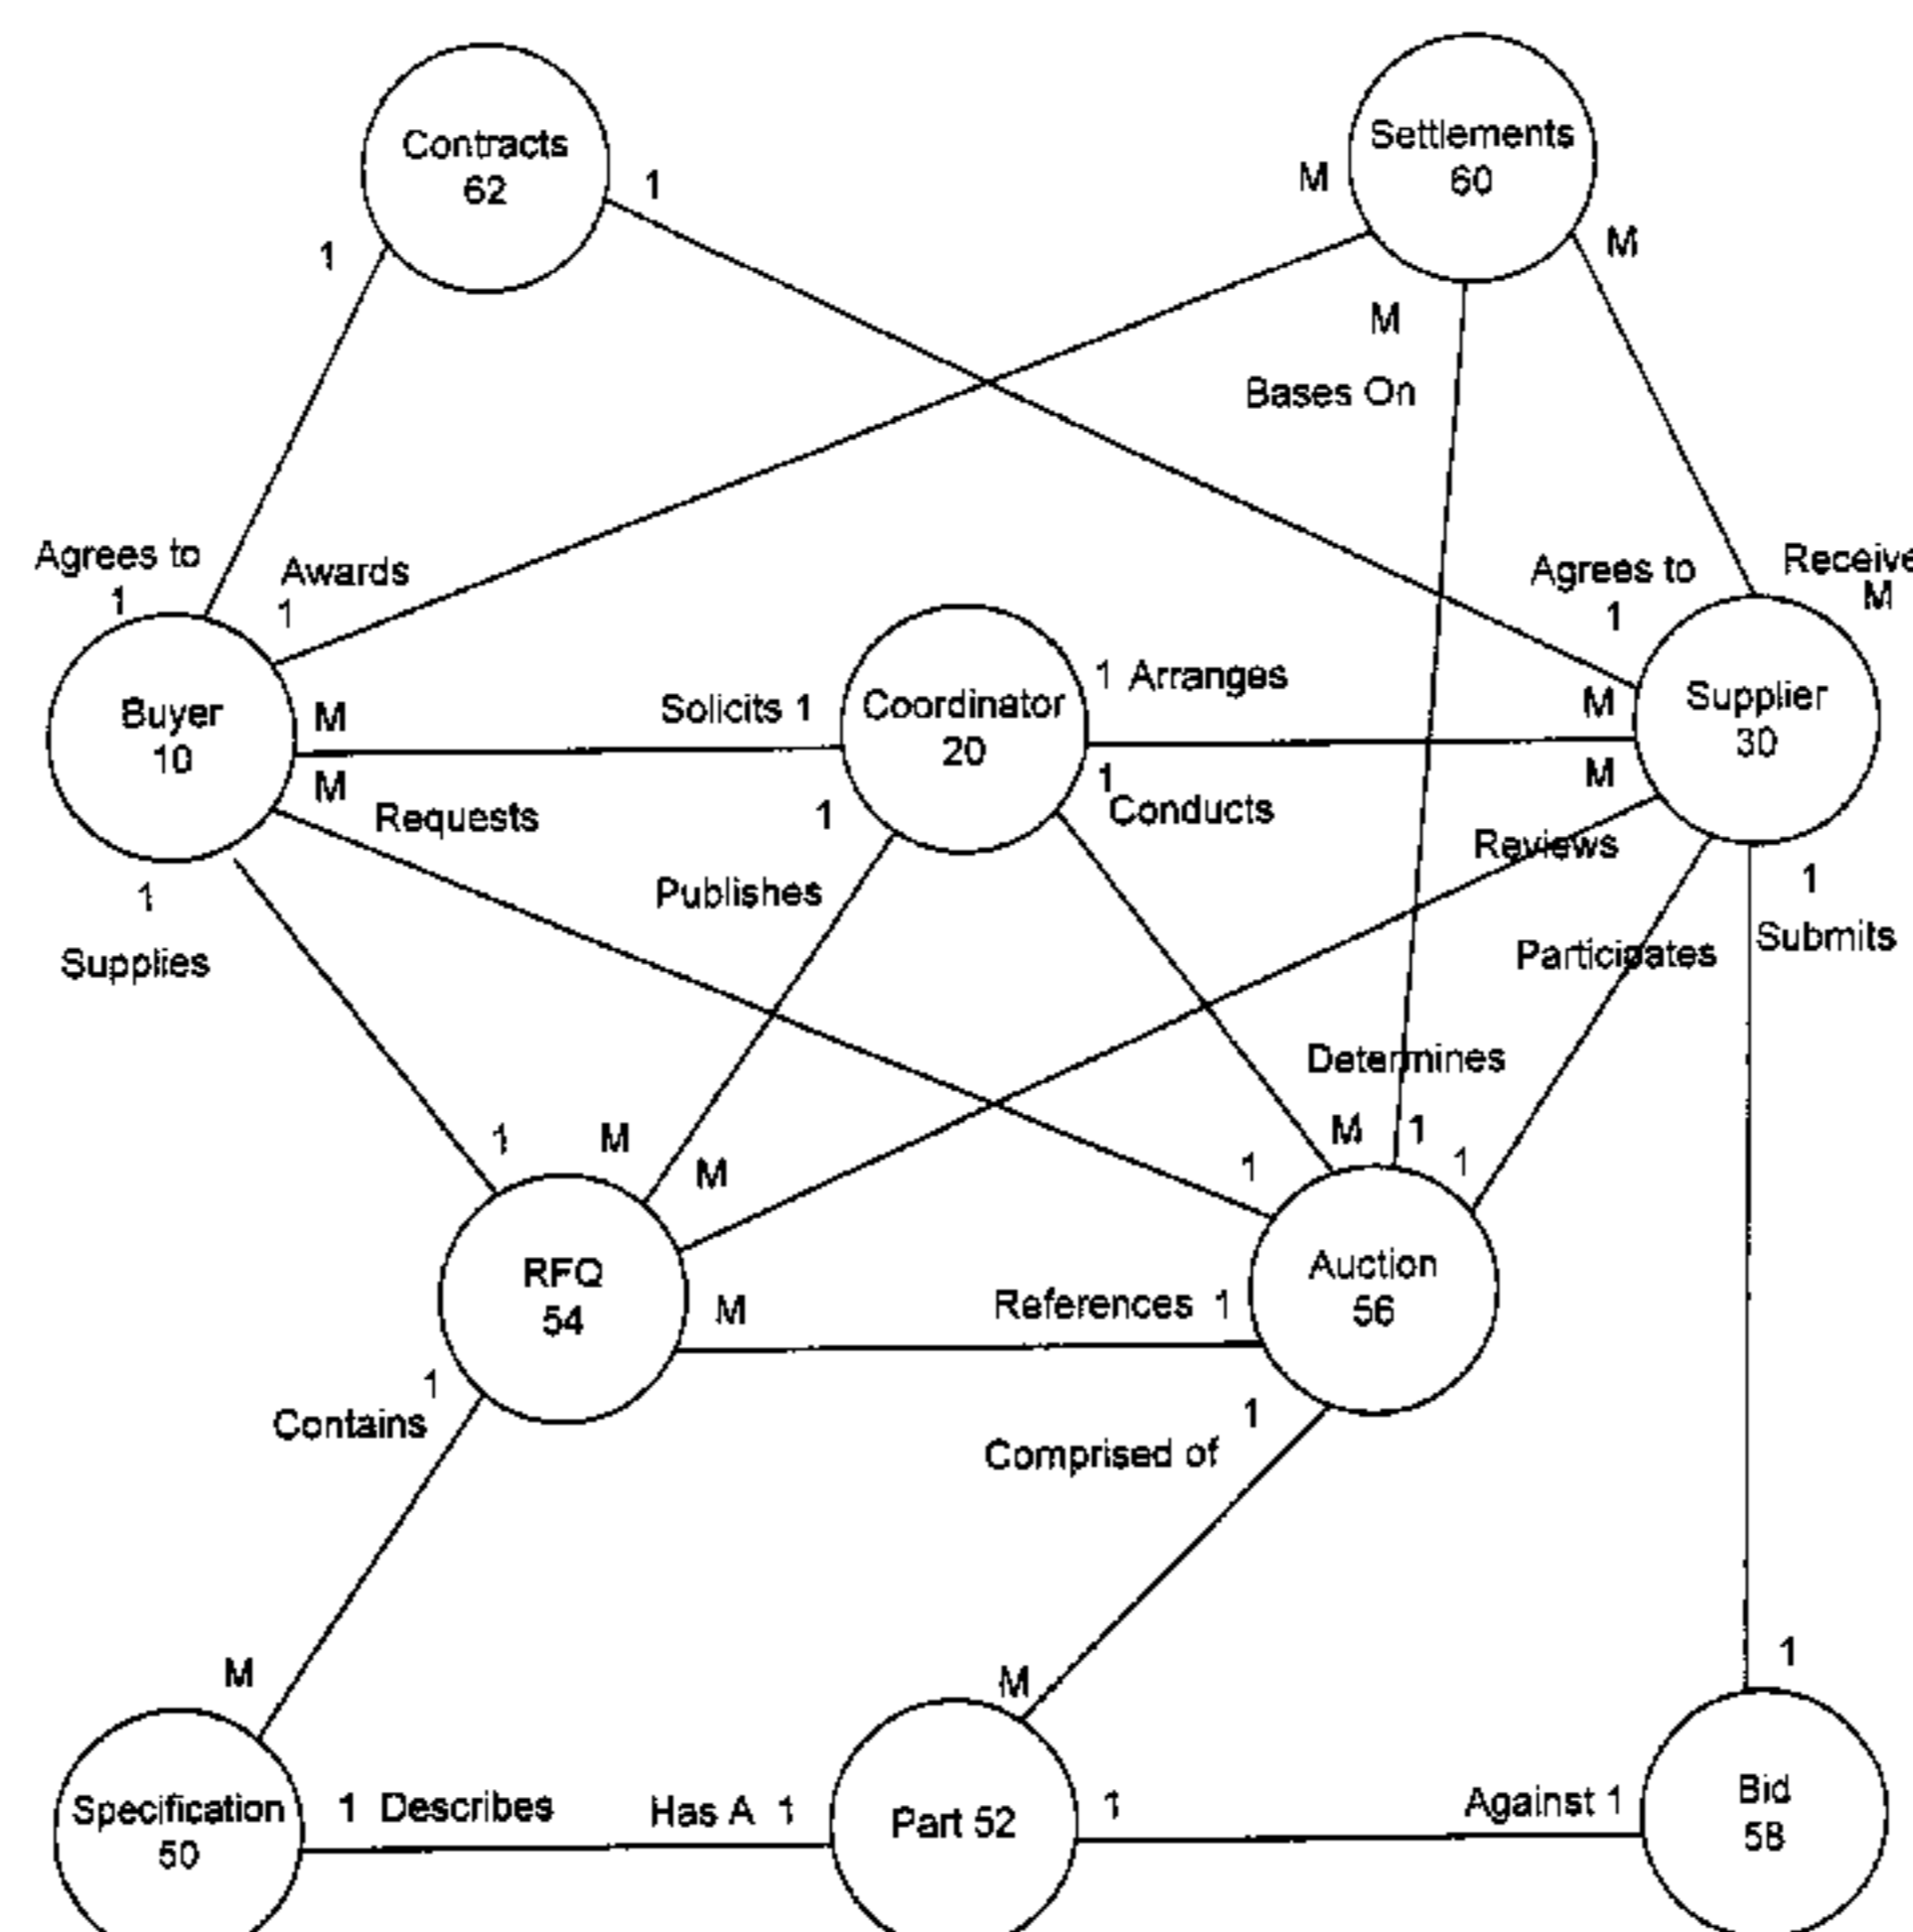 Contracts
62
Settlements
60
1
M
1
M
M
Bases On
Agrees to
1
Awards
1
Agrees to
1
Receive
M
Buyer
10
M
Solicits 1
Coordinator
20
1 Arranges
M
Supplier
30
M
Requests
1
1
Conducts
M
Reviews
1
Supplies
Publishes
Participates
1
Submits
Determines
1
M
M
1
M
1
1
RFQ
54
M
References 1
Auction
56
1
Contains
1
Comprised of
M
M
1
Specification
50
1 Describes
Has A 1
Part 52
1
Against 1
Bid
58